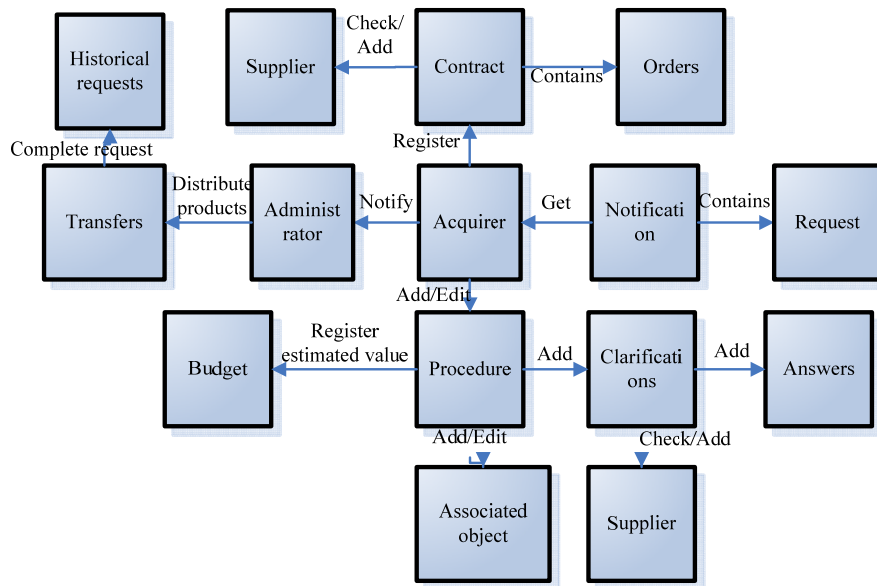 Historical
requests
Supplier
Check/
Add
Contract
Contains
Orders
Complete request
Register
Transfers
Distribute
products
Administ
rator
Notify
Acquirer
Get
Notificati
on
Contains
Request
Add/Edit
Budget
Register
estimated value
Procedure
Add
Clarificati
ons
Add
Answers
Add/Edit
Check/Add
Associated
object
Supplier